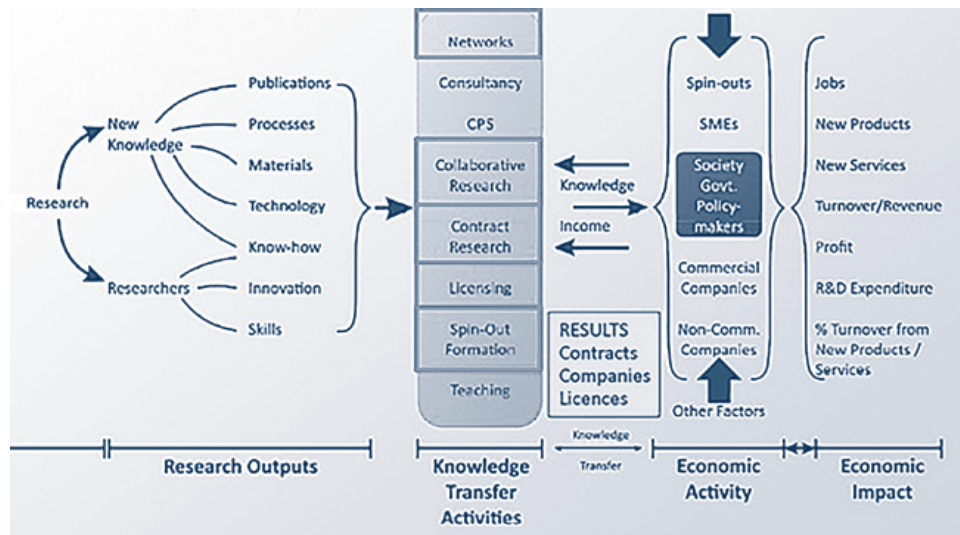 Research
New
Knowledge
Researchers
Publications
Processes
Materials
Technology
Know-how
Innovation
Skills
Networks
Consultancy
CPS
Collaborative
Research
Contract
Research
Licensing
Spin-Out
Formation
Teaching
Knowledge
Income
RESULTS
Contracts
Companies
Licences
Spin-outs
SMEs
Society
Govt.
Policy-
makers
Commercial
Companies
Non-Comm.
Companies
Other Factors
Jobs
New Products
New Services
Turnover/Revenue
Profit
R&D Expenditure
% Turnover from
New Products /
Services
Research Outputs
Knowledge
Transfer
Activities
Knowledge
Transfer
Economic
Activity
Economic
Impact